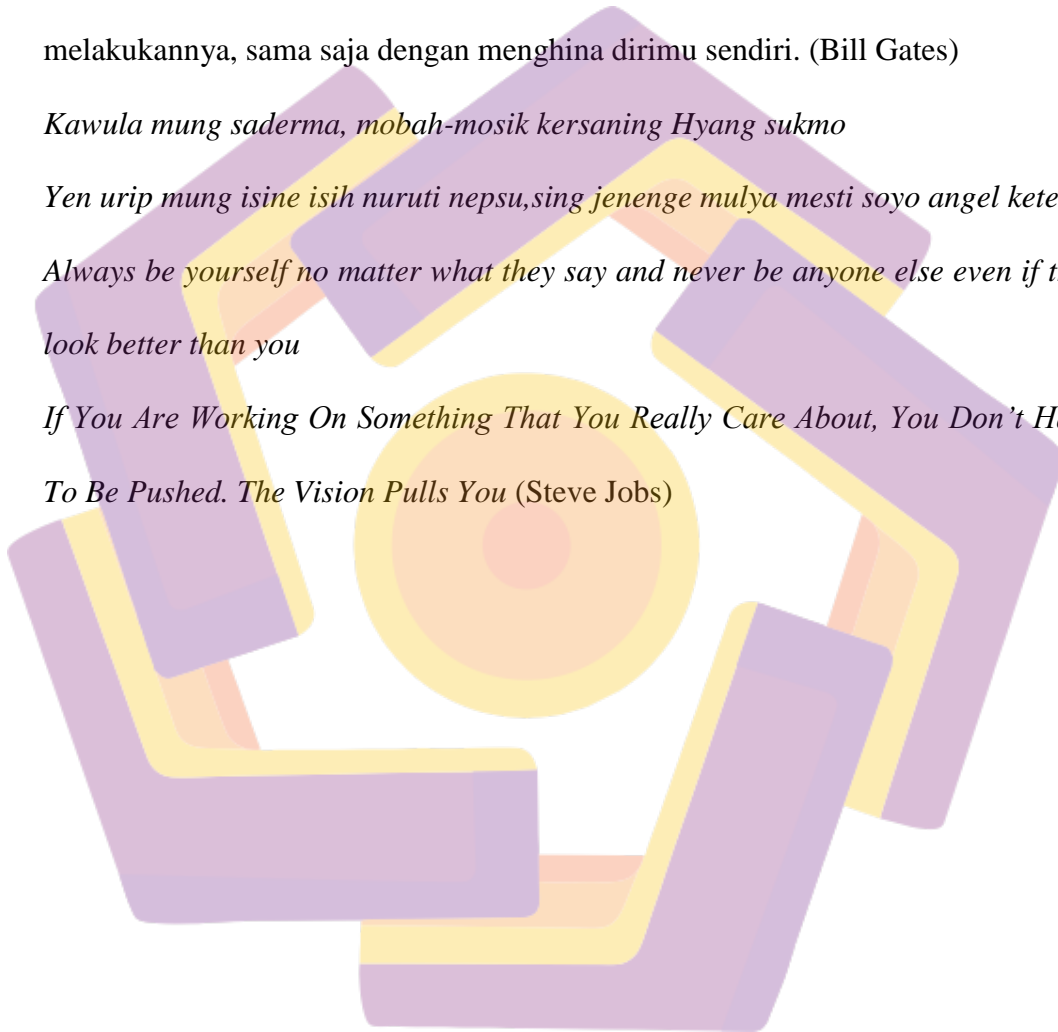 melakukannya, sama saja dengan menghina dirimu sendiri. (Bill Gates)
Kawula mung saderma, mobah-mosik kersaning Hyang sukmo
Yen urip mung isine isih nuruti nepsu,sing jenenge mulya mesti soyo angel
Always be yourself no matter what they say and never be anyone else even if
look better than you
If You Are Working On Something That You Really Care About, You Don’t
To Be Pushed. The Vision Pulls You (Steve Jobs)